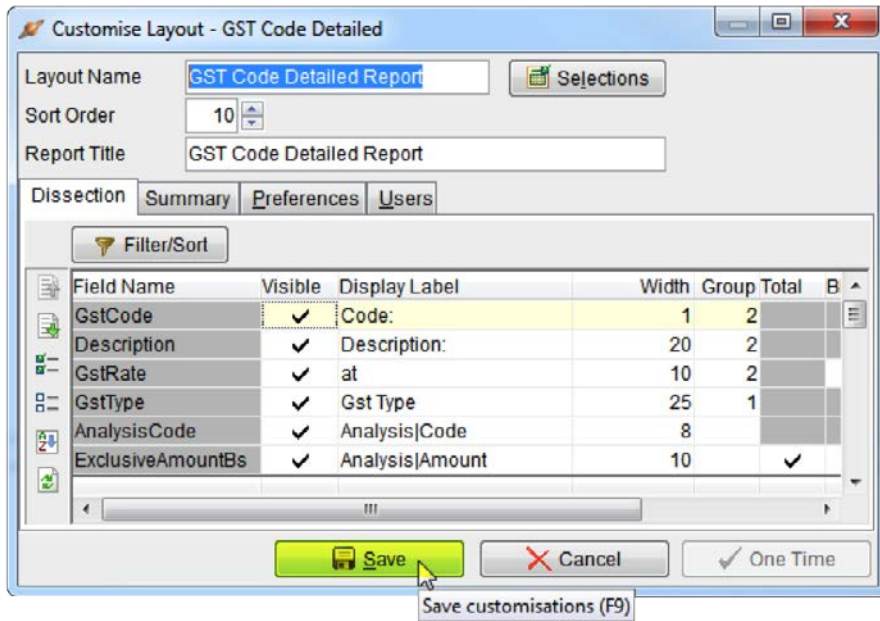 Customise Layout - GST Code Detailed
Layout Name GST Code Detailed Report Selections
Sort Order 10
Report Title GST Code Detailed Report
Dissection Summary Preferences Users
Filter/Sort
Field Name Visible Display Label Width Group Total B
GstCode Code: 1 2
Description Description: 20 2
GstRate at 10 2
GstType Gst Type 25 1
AnalysisCode Analysis|Code 8
ExclusiveAmountBs Analysis|Amount 10
Save Cancel One Time
Save customisations (F9)